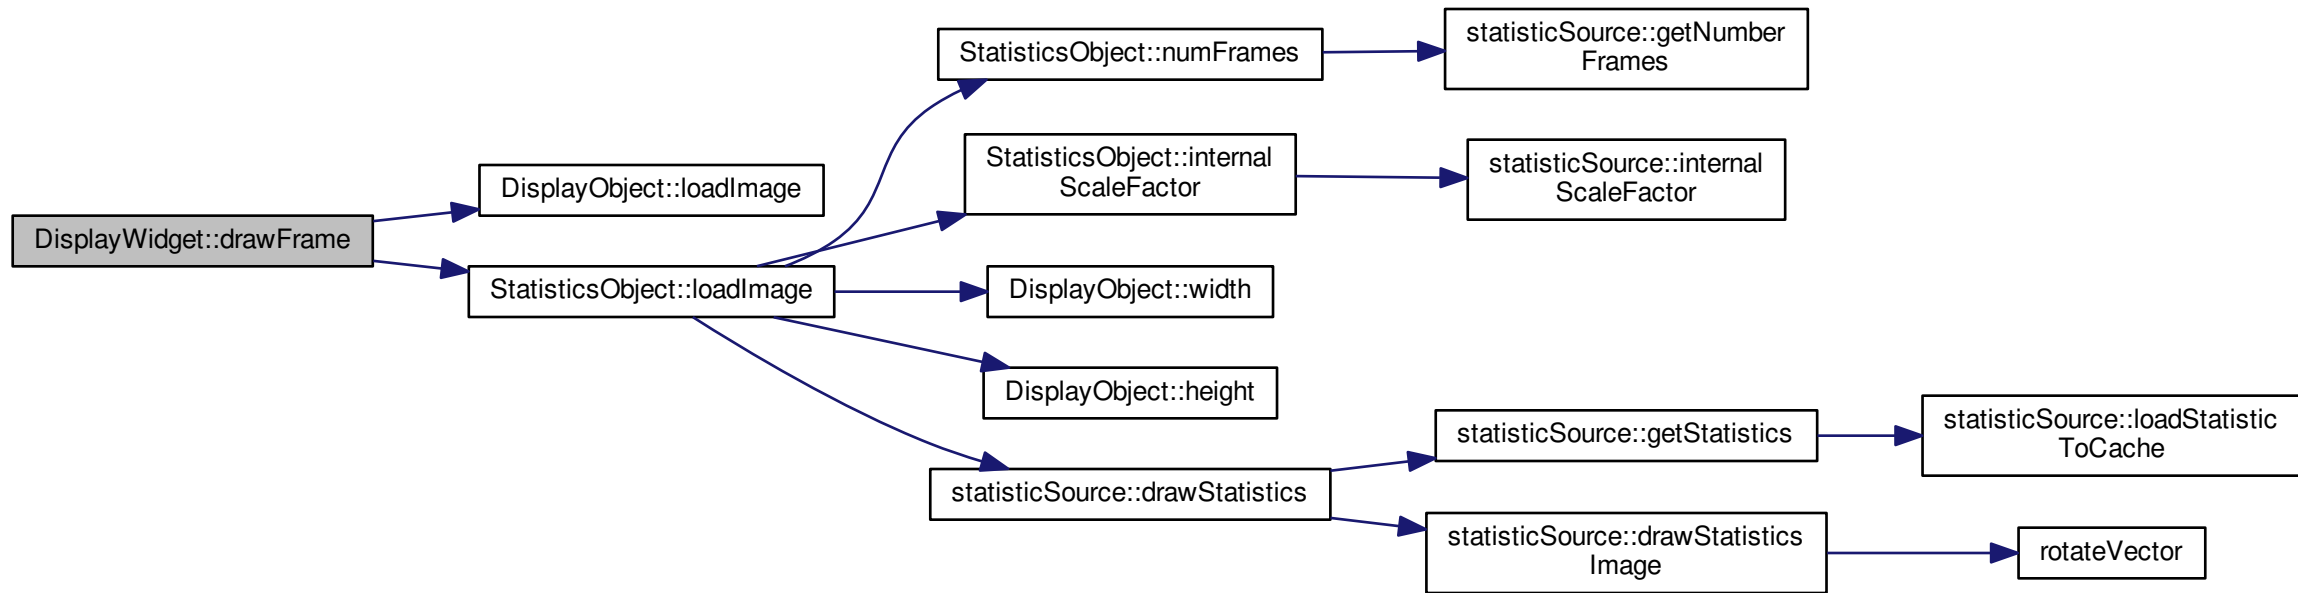 DisplayWidget::drawFrame
DisplayObject::loadImage
StatisticsObject::loadImage
StatisticsObject::numFrames
statisticSource::getNumber
Frames
StatisticsObject::internal
ScaleFactor
statisticSource::internal
ScaleFactor
DisplayObject::width
DisplayObject::height
statisticSource::drawStatistics
statisticSource::getStatistics
statisticSource::loadStatistic
ToCache
statisticSource::drawStatistics
Image
rotateVector